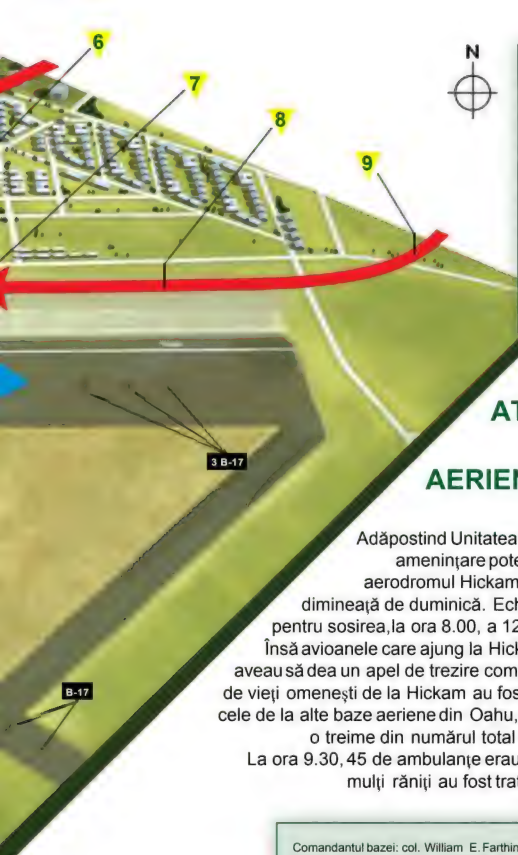 6
N
7
8
9
3 B-17
B-17
AERIEN
Adăpostind Unitatea
amenințare pote
aerodromul Hickam
dimineață de duminică. Ech
pentru sosirea,la ora 8.00, a 12
Însă avioanele care ajung la Hick
aveau să dea un apel de trezire com
de vieți omenești de la Hickam au fos
cele de la alte baze aeriene din Oahu,
o treime din numărul total
La ora 9.30, 45 de ambulanțe erau
mulți răniți au fost trat
Comandantul bazei: col. William E. Farthin